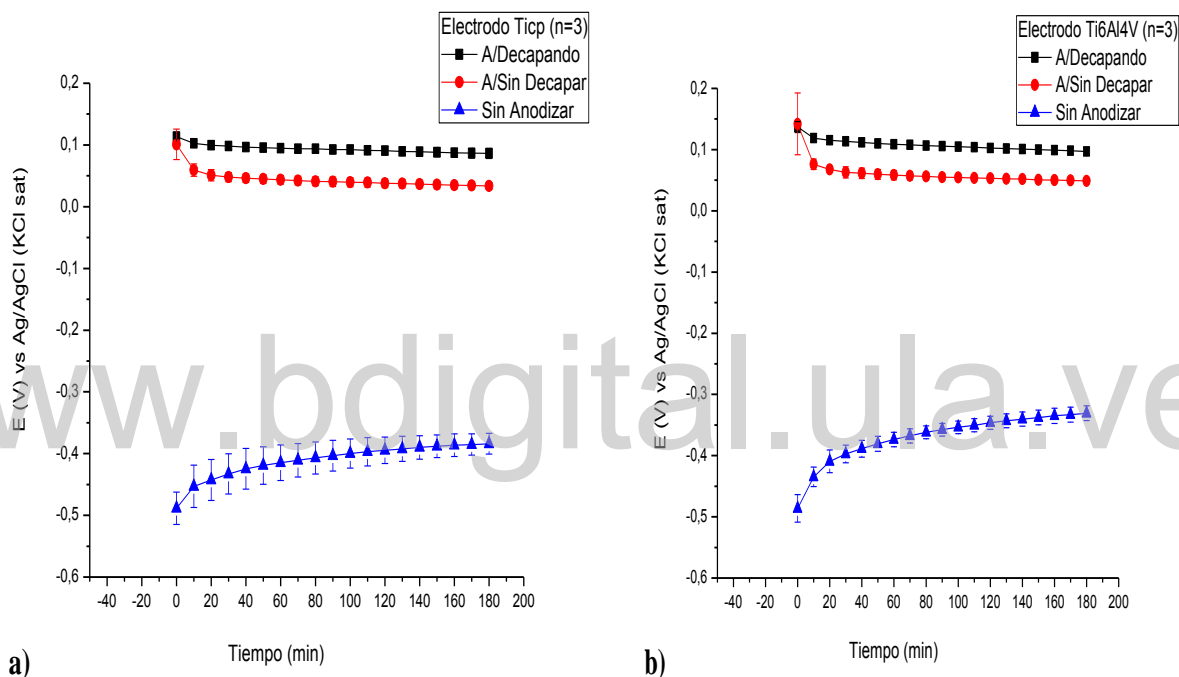 Electrodo Ticp (n=3)
A/Decapando
A/Sin Decapar
Sin Anodizar
0,2
0,1
0,0
-0,1
-0,2
-0,3
-0,4
-0,5
-0,6
E (V) vs Ag/AgCl (KCl sat)
-40 -20 0 20 40 60 80 100 120 140 160 180 200
Tiempo (min)
a)
Electrodo Ti6Al4V (n=3)
A/Decapando
A/Sin Decapar
Sin Anodizar
0,2
0,1
0,0
-0,1
-0,2
-0,3
-0,4
-0,5
-0,6
E (V) vs Ag/AgCl (KCl sat)
-40 -20 0 20 40 60 80 100 120 140 160 180 200
Tiempo (min)
b)
ww.bdigital.ula.ve